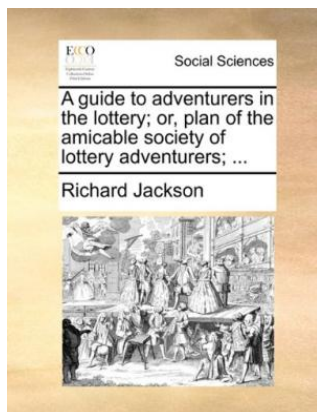 ECCO
Social Sciences
A guide to adventurers in
the lottery; or, plan of the
amicable society of
lottery adventurers; ...
Richard Jackson